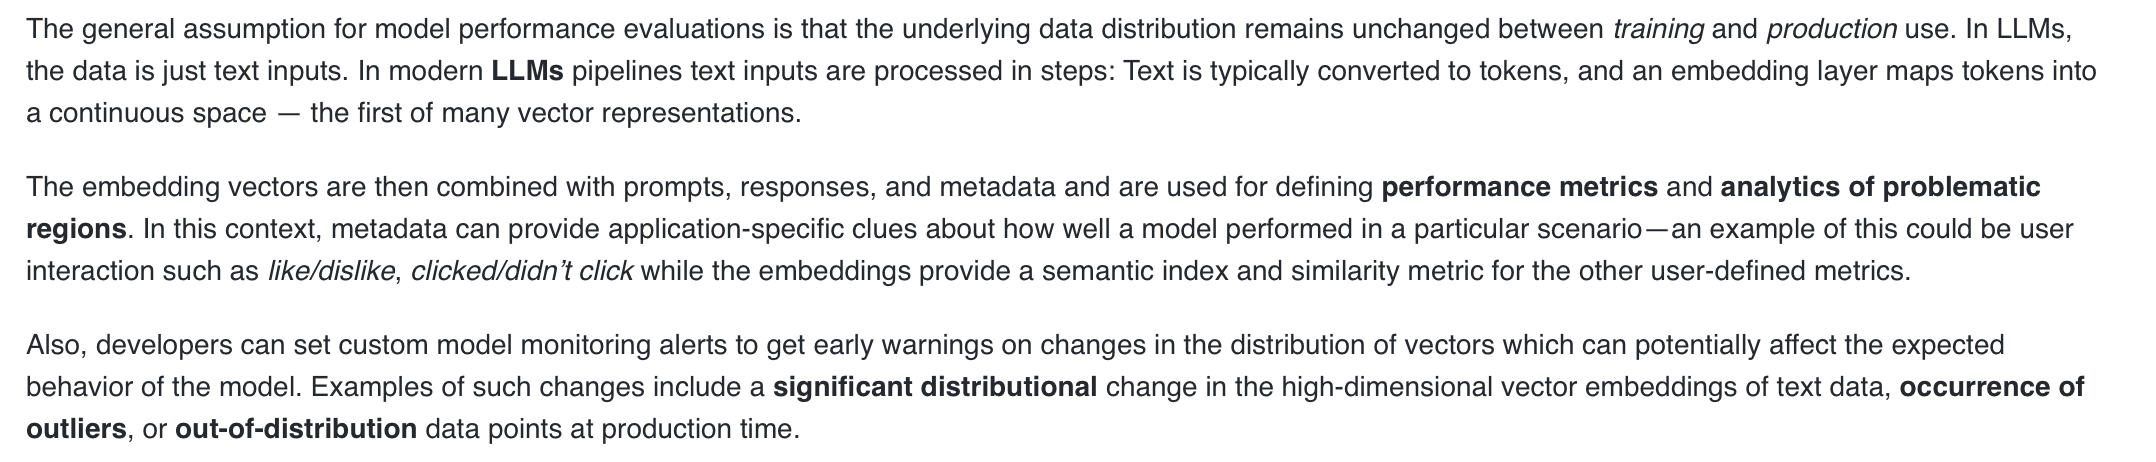 The general assumption for model performance evaluations is that the underlying data distribution remains unchanged between training and production use. In LLMs,
the data is just text inputs. In modern LLMs pipelines text inputs are processed in steps: Text is typically converted to tokens, and an embedding layer maps tokens into
a continuous space — the first of many vector representations.
The embedding vectors are then combined with prompts, responses, and metadata and are used for defining performance metrics and analytics of problematic
regions. In this context, metadata can provide application-specific clues about how well a model performed in a particular scenario—an example of this could be user
interaction such as like/dislike, clicked/didn’t click while the embeddings provide a semantic index and similarity metric for the other user-defined metrics.
Also, developers can set custom model monitoring alerts to get early warnings on changes in the distribution of vectors which can potentially affect the expected
behavior of the model. Examples of such changes include a significant distributional change in the high-dimensional vector embeddings of text data, occurrence of
outliers, or out-of-distribution data points at production time.